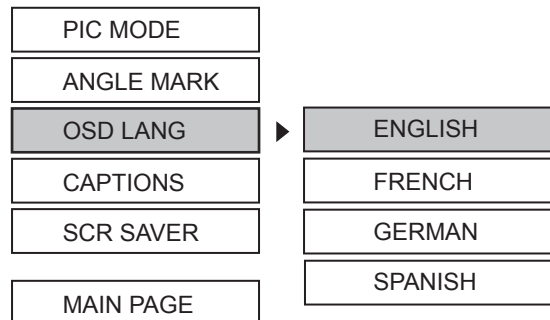 PIC MODE
ANGLE MARK
OSD LANG
CAPTIONS
SCR SAVER
MAIN PAGE
ENGLISH
FRENCH
GERMAN
SPANISH